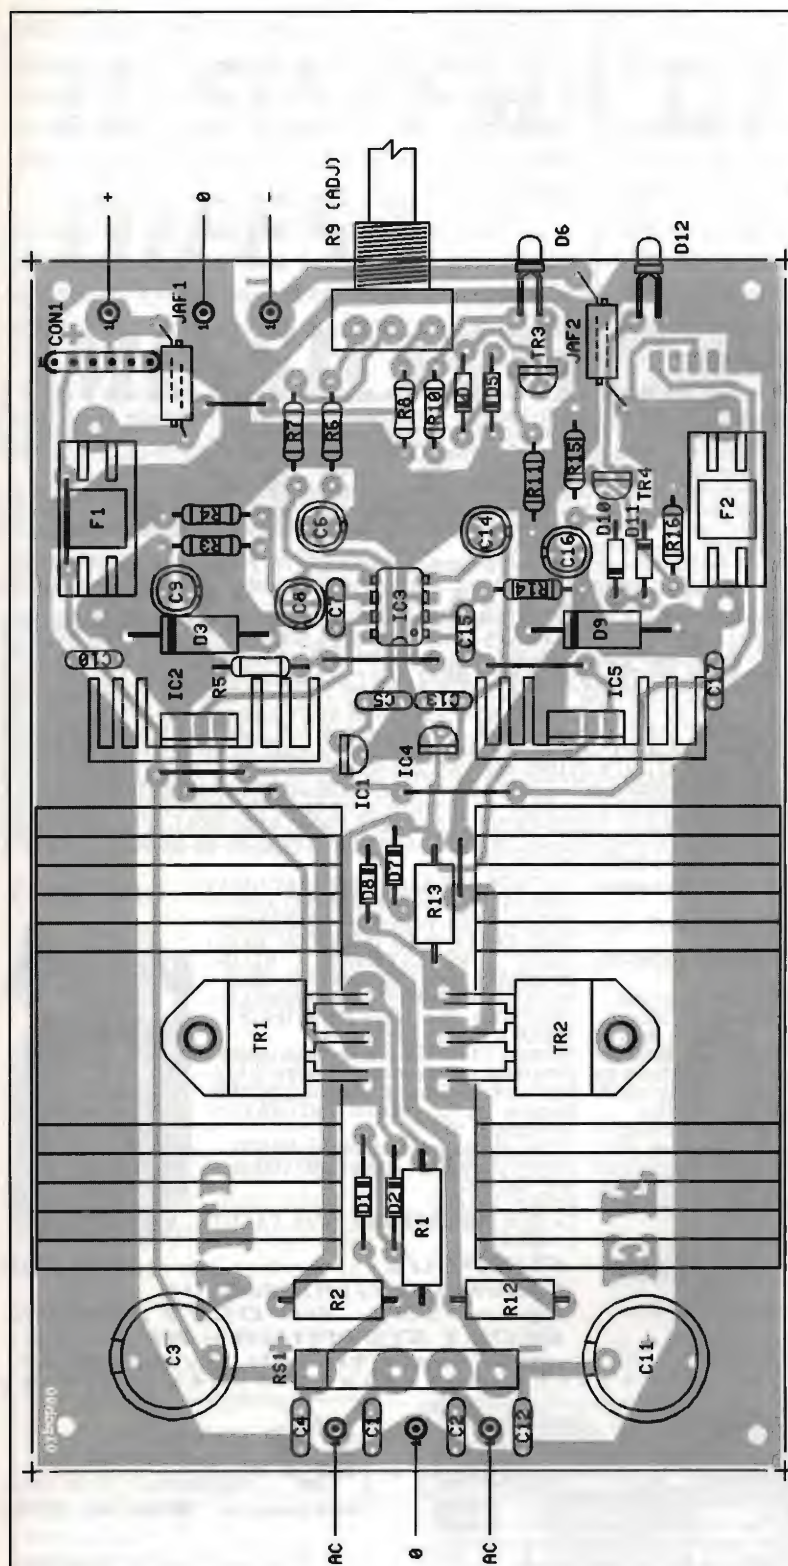 R9 (ADJ)
+
0
-
D6
D12
CON1
JAF1
TR3
JAF2
R7
R6
R8
R10
D5
R11
R15
F1
R4
R3
C6
C14
C16
D10
D11
TR4
R16
F2
C9
C8
IC3
R14
D3
C15
D9
C10
IC2
R5
C5
C13
IC5
C17
IC1
IC4
D8
D7
R13
TR1
TR2
D1
D2
R1
ATD
EE
R2
R12
C3
RS1
C11
C4
C1
C2
C12
AC
0
AC